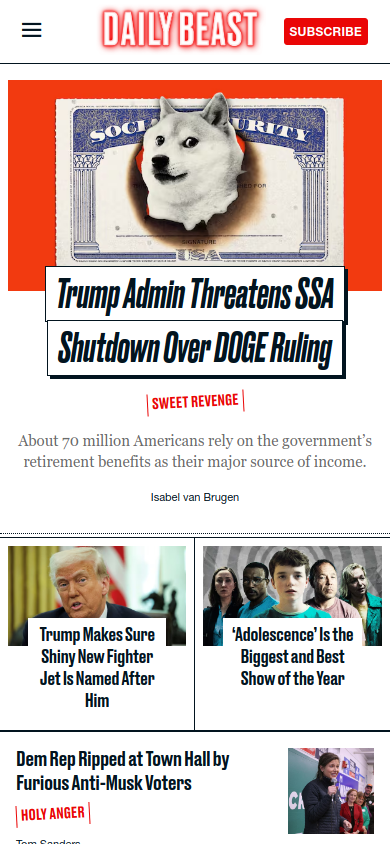 DAILY BEAST
SUBSCRIBE
SOCI URITY
SIGNATURE
USA
Trump Admin Threatens SSA
Shutdown Over DOGE Ruling
SWEET REVENGE
About 70 million Americans rely on the government's
retirement benefits as their major source of income.
Isabel van Brugen
Trump Makes Sure
Shiny New Fighter
Jet Is Named After
Him
'Adolescence' Is the
Biggest and Best
Show of the Year
Dem Rep Ripped at Town Hall by
Furious Anti-Musk Voters
HOLY ANGER
Tom Sanders